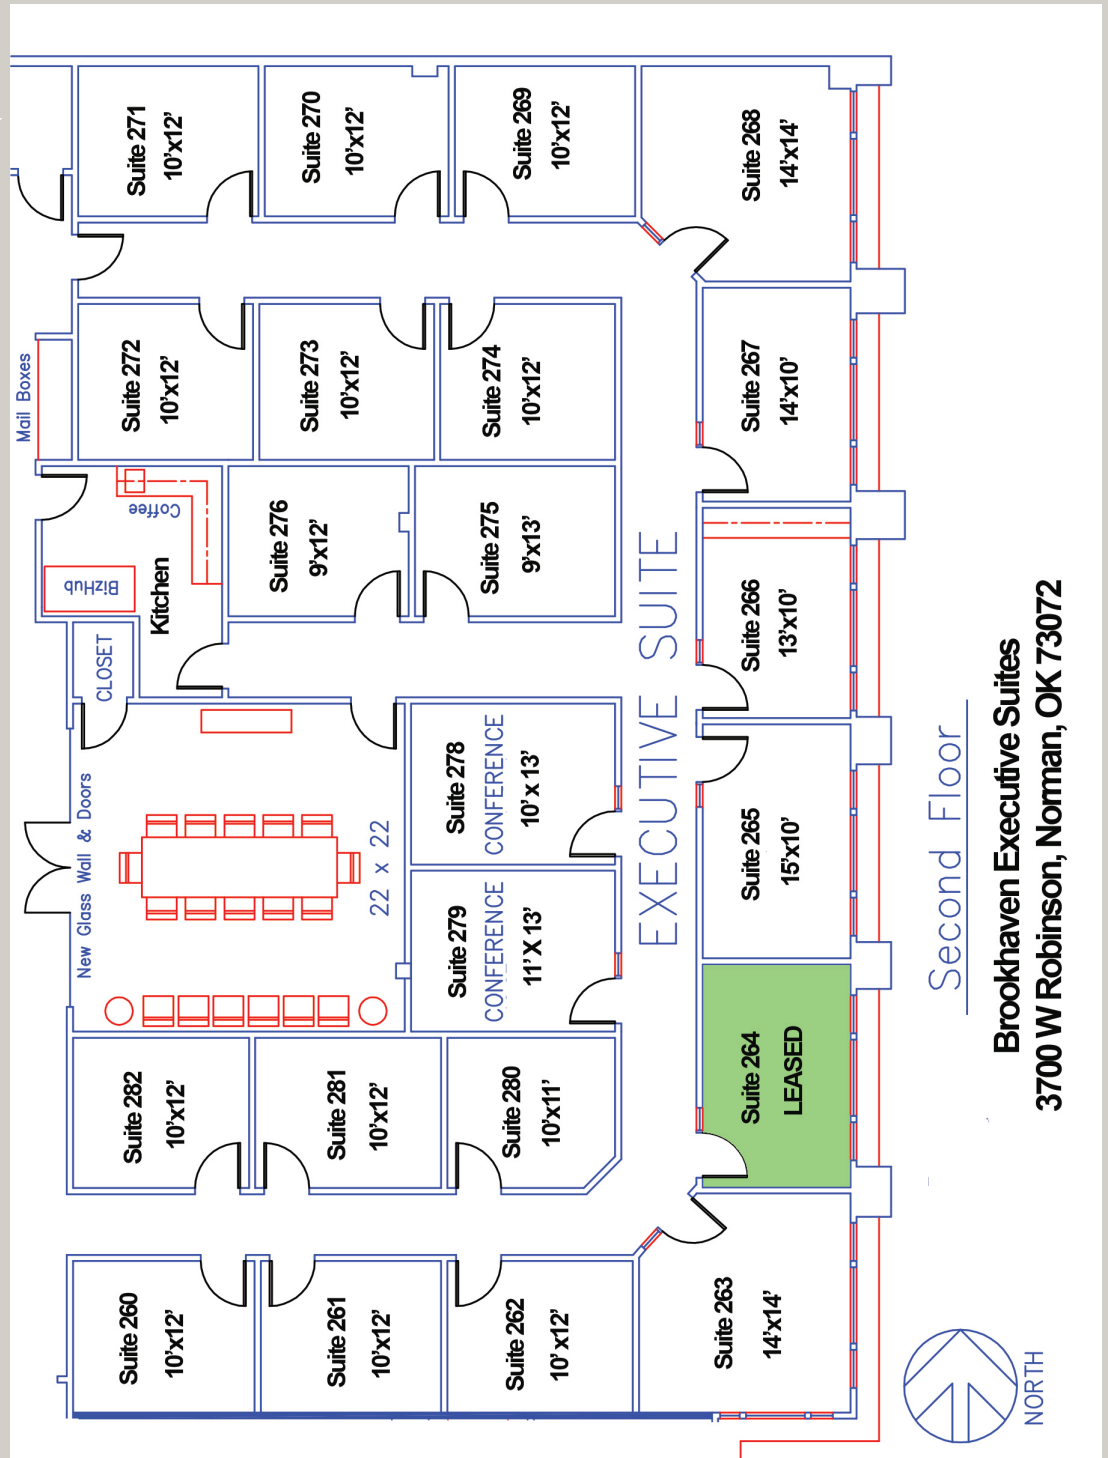 Suite 271
10'x12'
Suite 270
10'x12'
Suite 269
10'x12'
Suite 268
14'x14'
Mail Boxes
Suite 272
10'x12'
Suite 273
10'x12'
Suite 274
10'x12'
Suite 267
14'x10'
Coffee
BizHub
Kitchen
Suite 276
9'x12'
Suite 275
9'x13'
Suite 266
13'x10'
CLOSET
EXECUTIVE SUITE
New Glass Wall & Doors
22 x 22
Suite 278
CONFERENCE
10' x 13'
Suite 279
CONFERENCE
11' X 13'
Suite 265
15'x10'
Suite 264
LEASED
Suite 282
10'x12'
Suite 281
10'x12'
Suite 280
10'x11'
Suite 260
10'x12'
Suite 261
10'x12'
Suite 262
10' x12'
Suite 263
14'x14'
Second Floor
Brookhaven Executive Suites
3700 W Robinson, Norman, OK 73072
NORTH